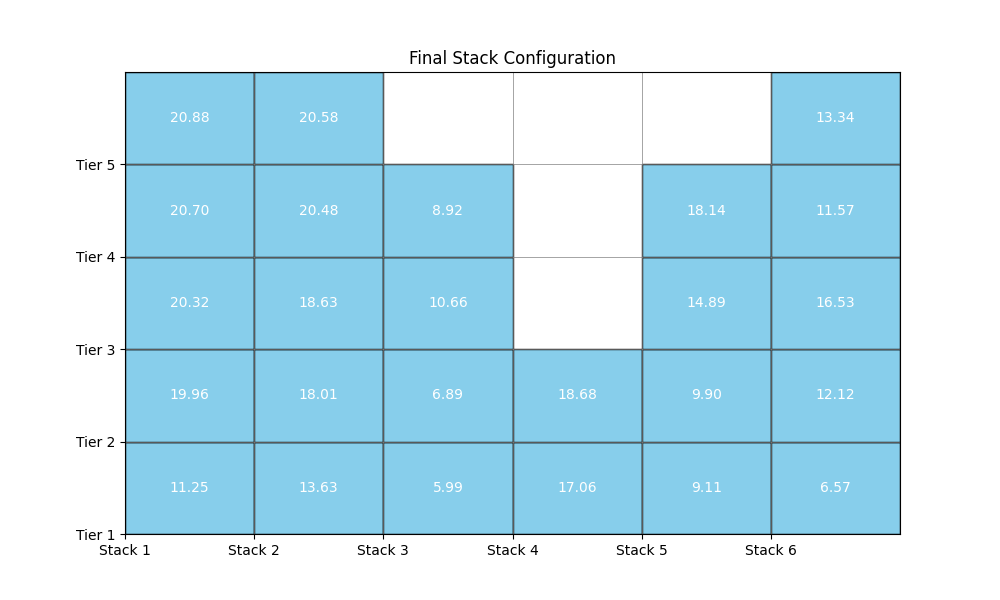 Final Stack Configuration
20.88 20.58 13.34
Tier 5
20.70 20.48 8.92 18.14 11.57
Tier 4
20.32 18.63 10.66 14.89 16.53
Tier 3
19.96 18.01 6.89 18.68 9.90 12.12
Tier 2
11.25 13.63 5.99 17.06 9.11 6.57
Tier 1
Stack 1 Stack 2 Stack 3 Stack 4 Stack 5 Stack 6